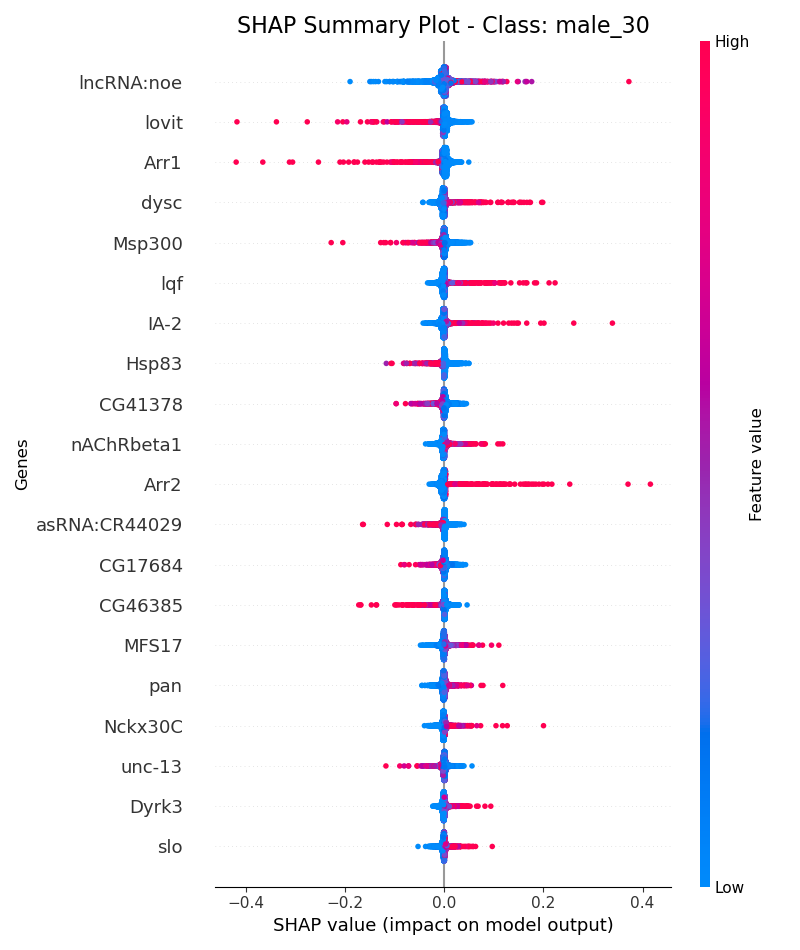 SHAP Summary Plot - Class: male_30
High
lncRNA:noe
lovit
Arr1
dysc
Msp300
lqf
IA-2
Hsp83
CG41378
nAChRbeta1
Arr2
asRNA:CR44029
CG17684
CG46385
MFS17
pan
Nckx30C
unc-13
Dyrk3
slo
Genes
Feature value
Low
−0.4 −0.2 0.0 0.2 0.4
SHAP value (impact on model output)